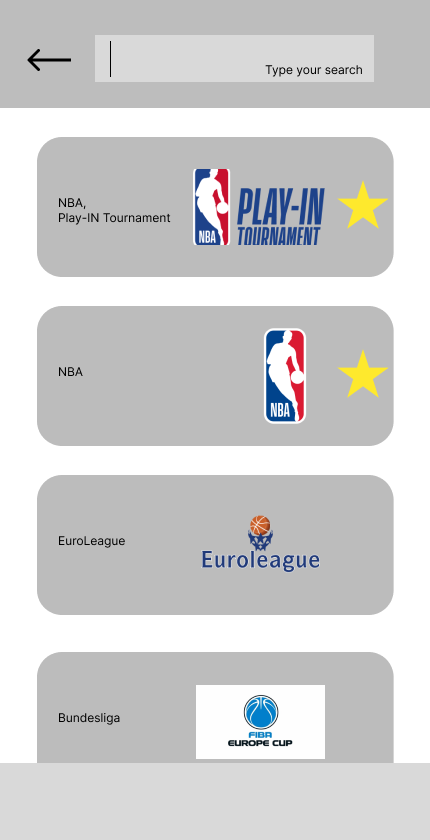 Type your search
NBA,
Play-IN Tournament
NBA
PLAY-IN
TOURNAMENT
NBA
NBA
EuroLeague
Euroleague
Bundesliga
FIBA
EUROPE CUP